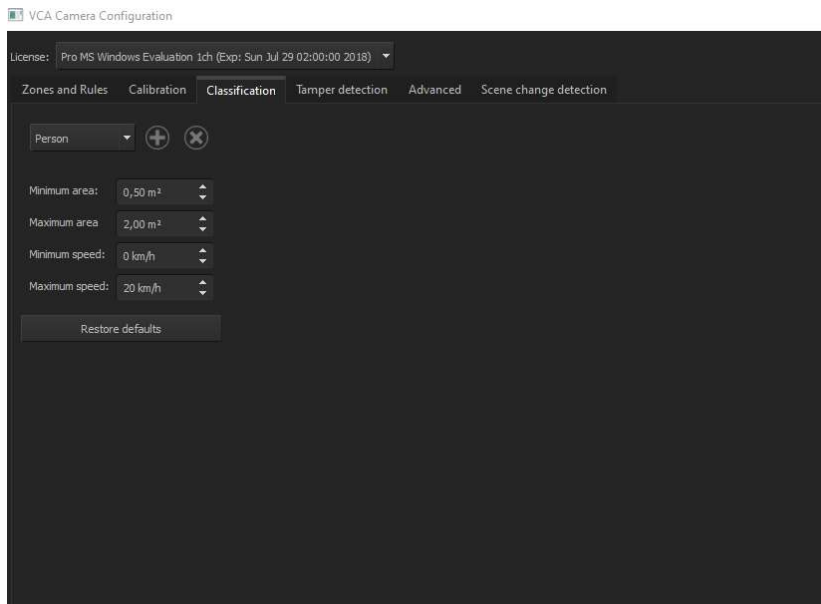 VCA Camera Configuration
License: Pro MS Windows Evaluation 1ch (Exp: Sun Jul 29 02:00:00 2018)
Zones and Rules Calibration Classification Tamper detection Advanced Scene change detection
Person
Minimum area: 0,50 m²
Maximum area 2,00 m²
Minimum speed: 0 km/h
Maximum speed: 20 km/h
Restore defaults